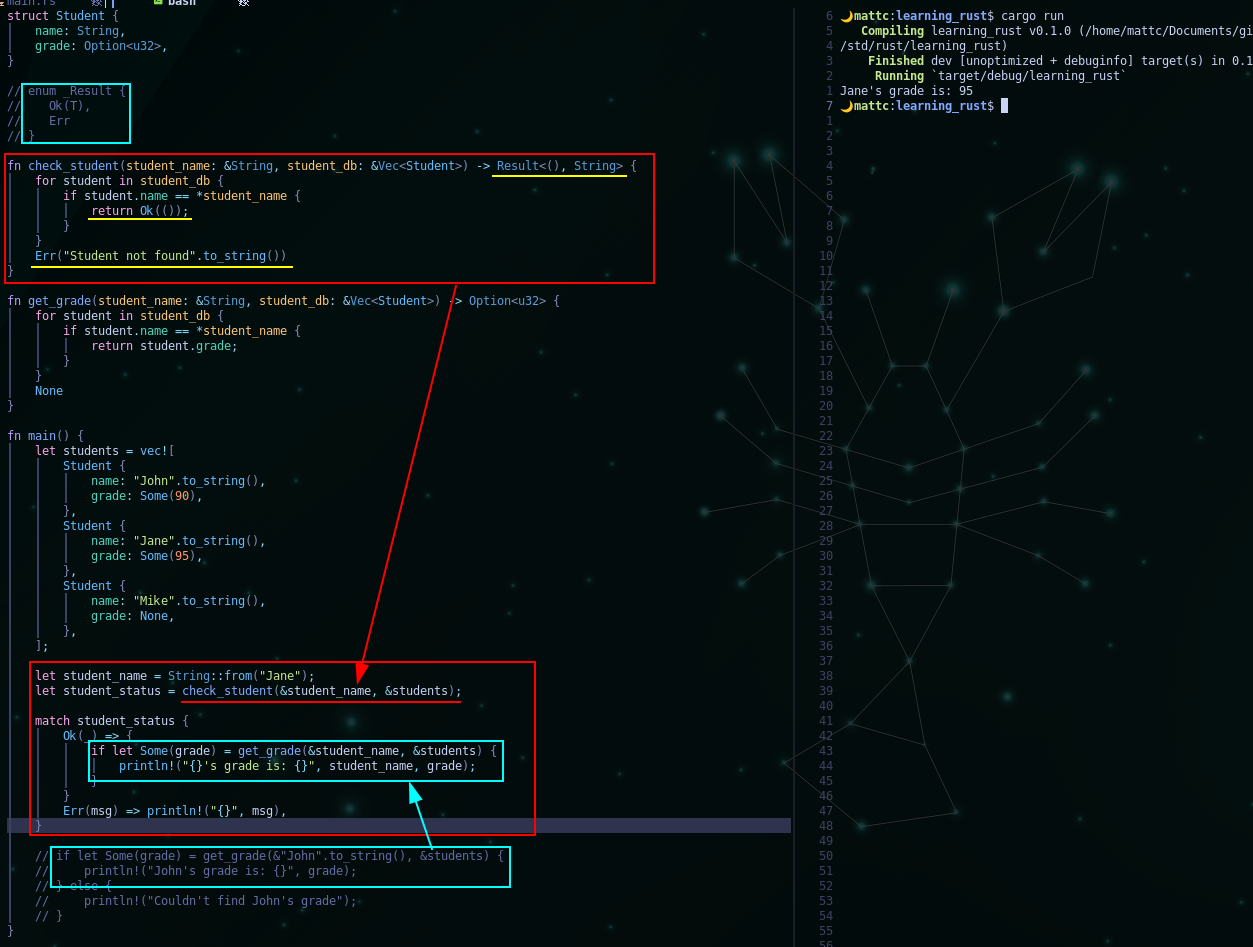 main.rs
bash
struct Student {
    name: String,
    grade: Option<u32>,
}
// enum _Result {
//    Ok(T),
//    Err
// }
fn check_student(student_name: &String, student_db: &Vec<Student>) -> Result<(), String> {
    for student in student_db {
        if student.name == *student_name {
            return Ok(());
        }
    }
    Err("Student not found".to_string())
}
fn get_grade(student_name: &String, student_db: &Vec<Student>) -> Option<u32> {
    for student in student_db {
        if student.name == *student_name {
            return student.grade;
        }
    }
    None
}
fn main() {
    let students = vec![
        Student {
            name: "John".to_string(),
            grade: Some(90),
        },
        Student {
            name: "Jane".to_string(),
            grade: Some(95),
        },
        Student {
            name: "Mike".to_string(),
            grade: None,
        },
    ];
    let student_name = String::from("Jane");
    let student_status = check_student(&student_name, &students);
    match student_status {
        Ok(_) => {
            if let Some(grade) = get_grade(&student_name, &students) {
                println!("{}'s grade is: {}", student_name, grade);
            }
        }
        Err(msg) => println!("{}", msg),
    }
    // if let Some(grade) = get_grade(&"John".to_string(), &students) {
    //     println!("John's grade is: {}", grade);
    // } else {
    //     println!("Couldn't find John's grade");
    // }
}
6 🌙mattc:learning_rust$ cargo run
5    Compiling learning_rust v0.1.0 (/home/mattc/Documents/gi
4 /std/rust/learning_rust)
3     Finished dev [unoptimized + debuginfo] target(s) in 0.1
2      Running `target/debug/learning_rust`
1 Jane's grade is: 95
7 🌙mattc:learning_rust$
1
2
3
4
5
6
7
8
9
10
11
12
13
14
15
16
17
18
19
20
21
22
23
24
25
26
27
28
29
30
31
32
33
34
35
36
37
38
39
40
41
42
43
44
45
46
47
48
49
50
51
52
53
54
55
56